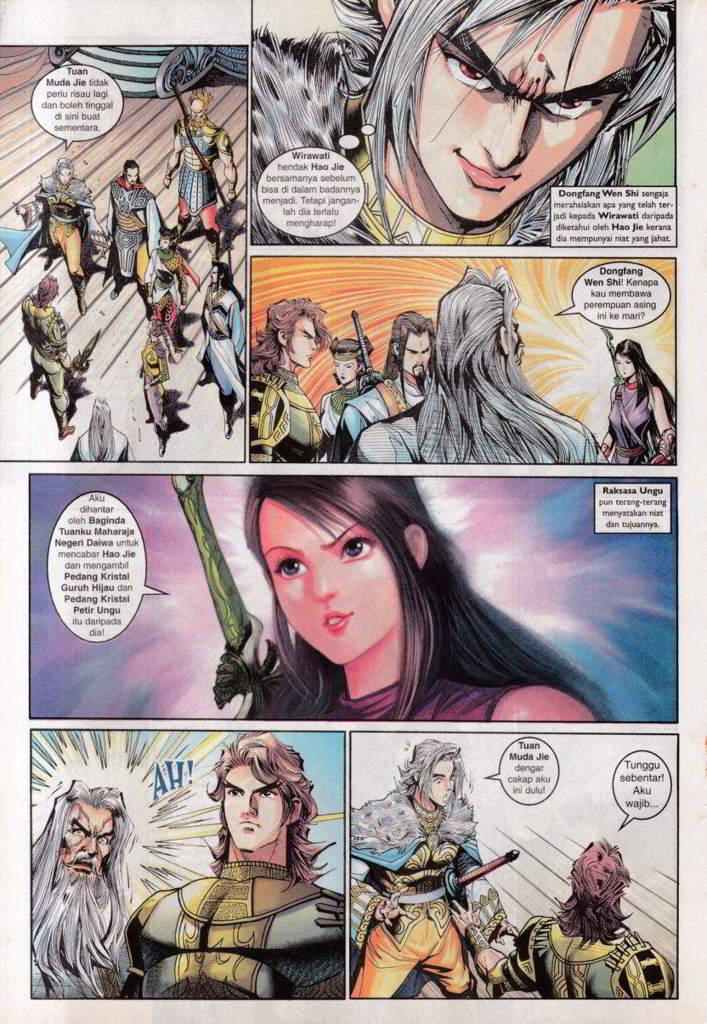 Tuan
Muda Jie tidak
perlu risau lagi
dan boleh tinggal
di sini buat
sementara.
Wirawati
hendak Hao Jie
bersamanya sebelum
bisa di dalam badannya
menjadi. Tetapi jangan-
lah dia terlalu
mengharap!
Dongfang Wen Shi sengaja
merahsiakan apa yang telah ter-
jadi kepada Wirawati daripada
diketahui oleh Hao Jie kerana
dia mempunyai niat yang jahat.
Dongfang
Wen Shi! Kenapa
kau membawa
perempuan asing
ini ke mari?
Aku
dihantar
oleh Baginda
Tuanku Maharaja
Negeri Daiwa untuk
mencabar Hao Jie
dan mengambil
Pedang Kristal
Guruh Hijau dan
Pedang Kristal
Petir Ungu
itu daripada
dia!
Raksasa Ungu
pun terang-terang
menyatakan niat
dan tujuannya.
AH!
Tuan
Muda Jie
dengar
cakap aku
ini dulu!
Tunggu
sebentar!
Aku
wajib...